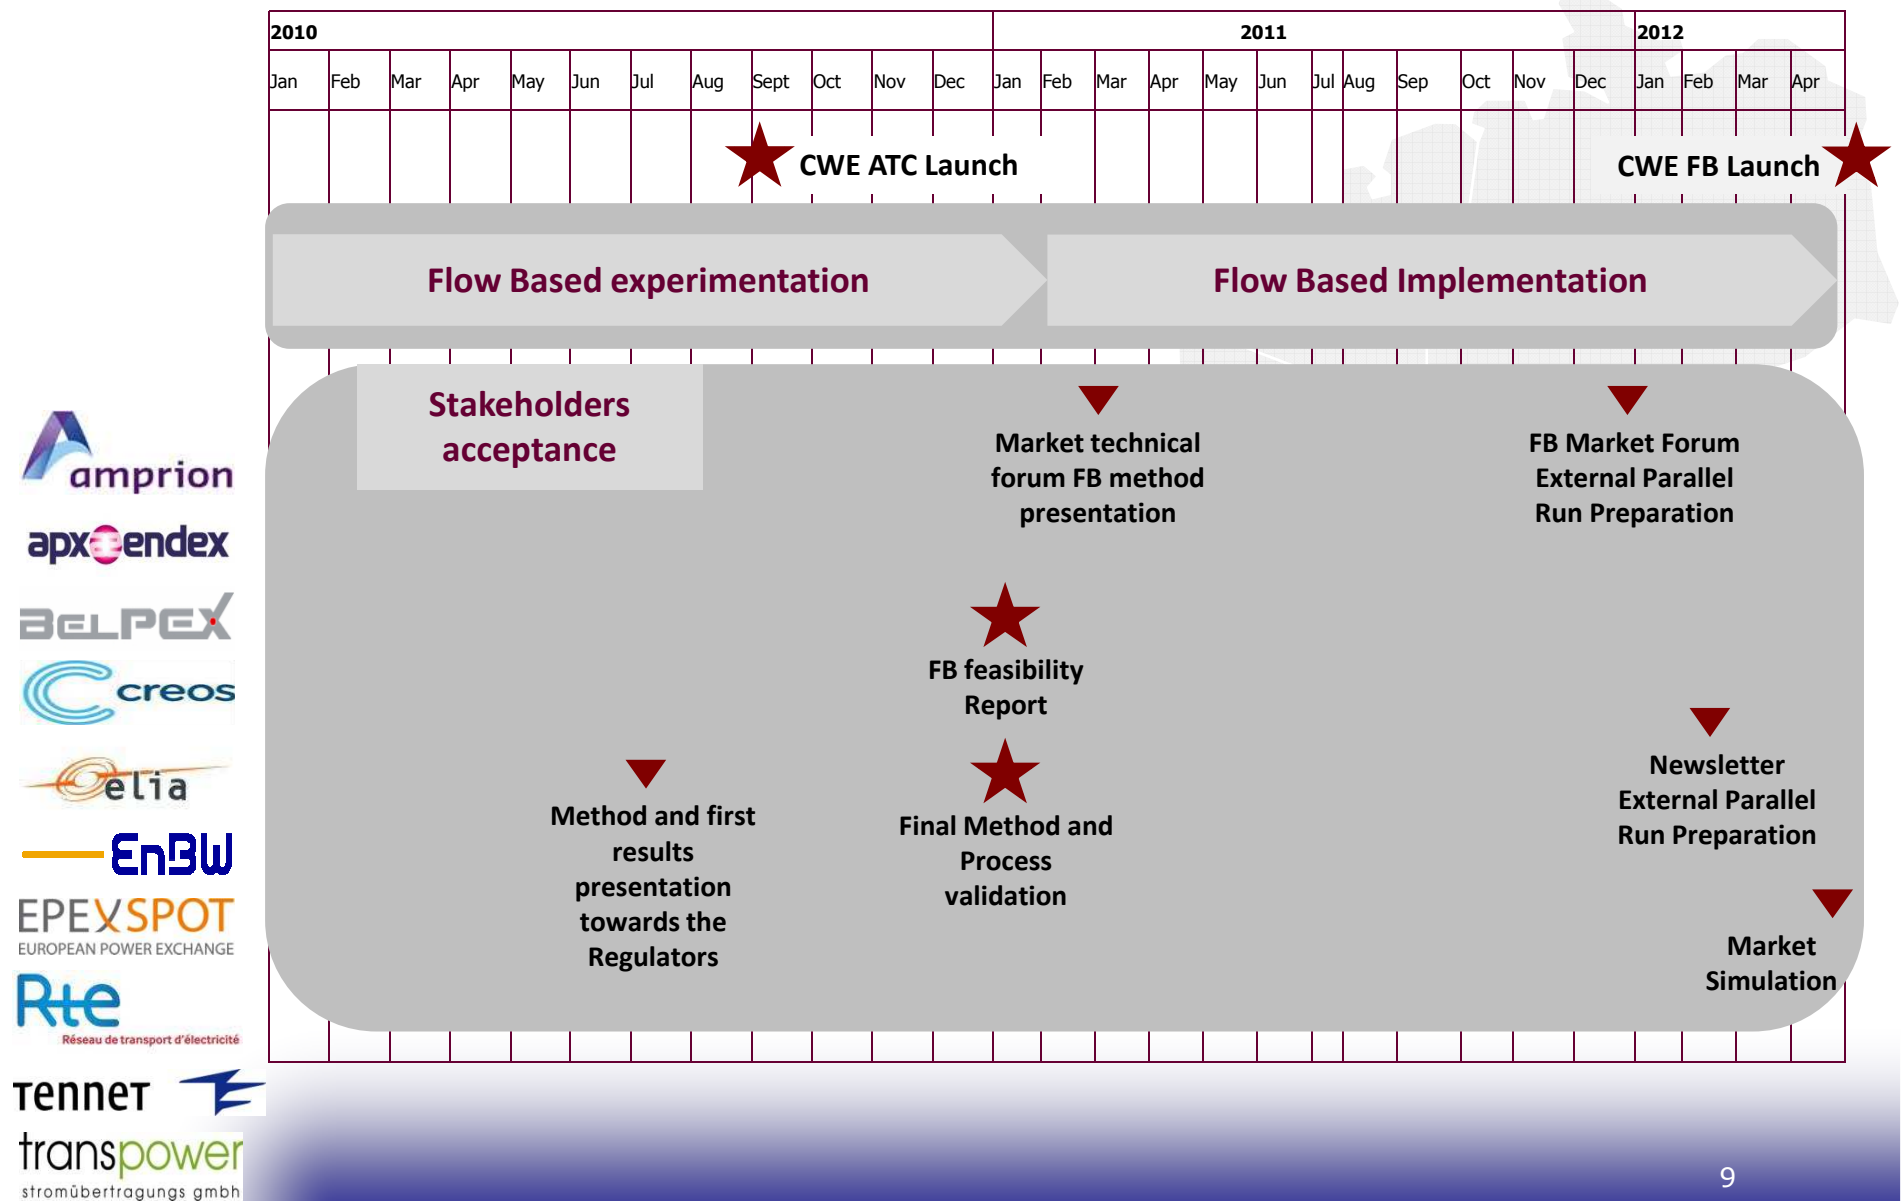 2010 2011 2012
Jan Feb Mar Apr May Jun Jul Aug Sept Oct Nov Dec Jan Feb Mar Apr May Jun Jul Aug Sep Oct Nov Dec Jan Feb Mar Apr
CWE ATC Launch
CWE FB Launch
Flow Based experimentation
Flow Based Implementation
Stakeholders
acceptance
Market technical
forum FB method
presentation
FB Market Forum
External Parallel
Run Preparation
FB feasibility
Report
Newsletter
External Parallel
Run Preparation
Method and first
results
presentation
towards the
Regulators
Final Method and
Process
validation
Market
Simulation
amprion
apx endex
BELPEX
creos
elia
EnBW
EPEXSPOT
EUROPEAN POWER EXCHANGE
Rte
Réseau de transport d'électricité
Tennet
transpower
stromübertragungs gmbh
9